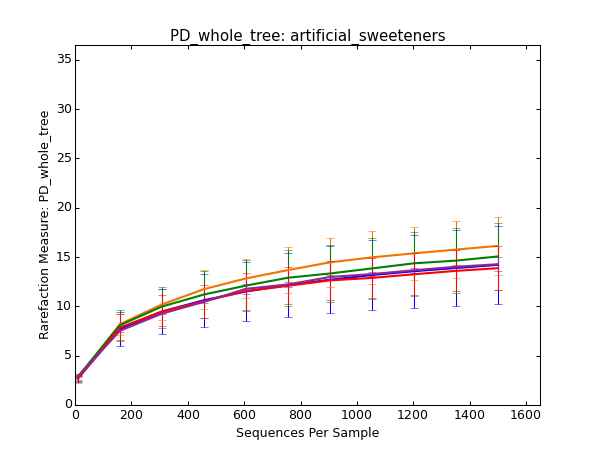 PD_whole_tree: artificial_sweeteners
Rarefaction Measure: PD_whole_tree
35
30
25
20
15
10
5
0
0 200 400 600 800 1000 1200 1400 1600
Sequences Per Sample